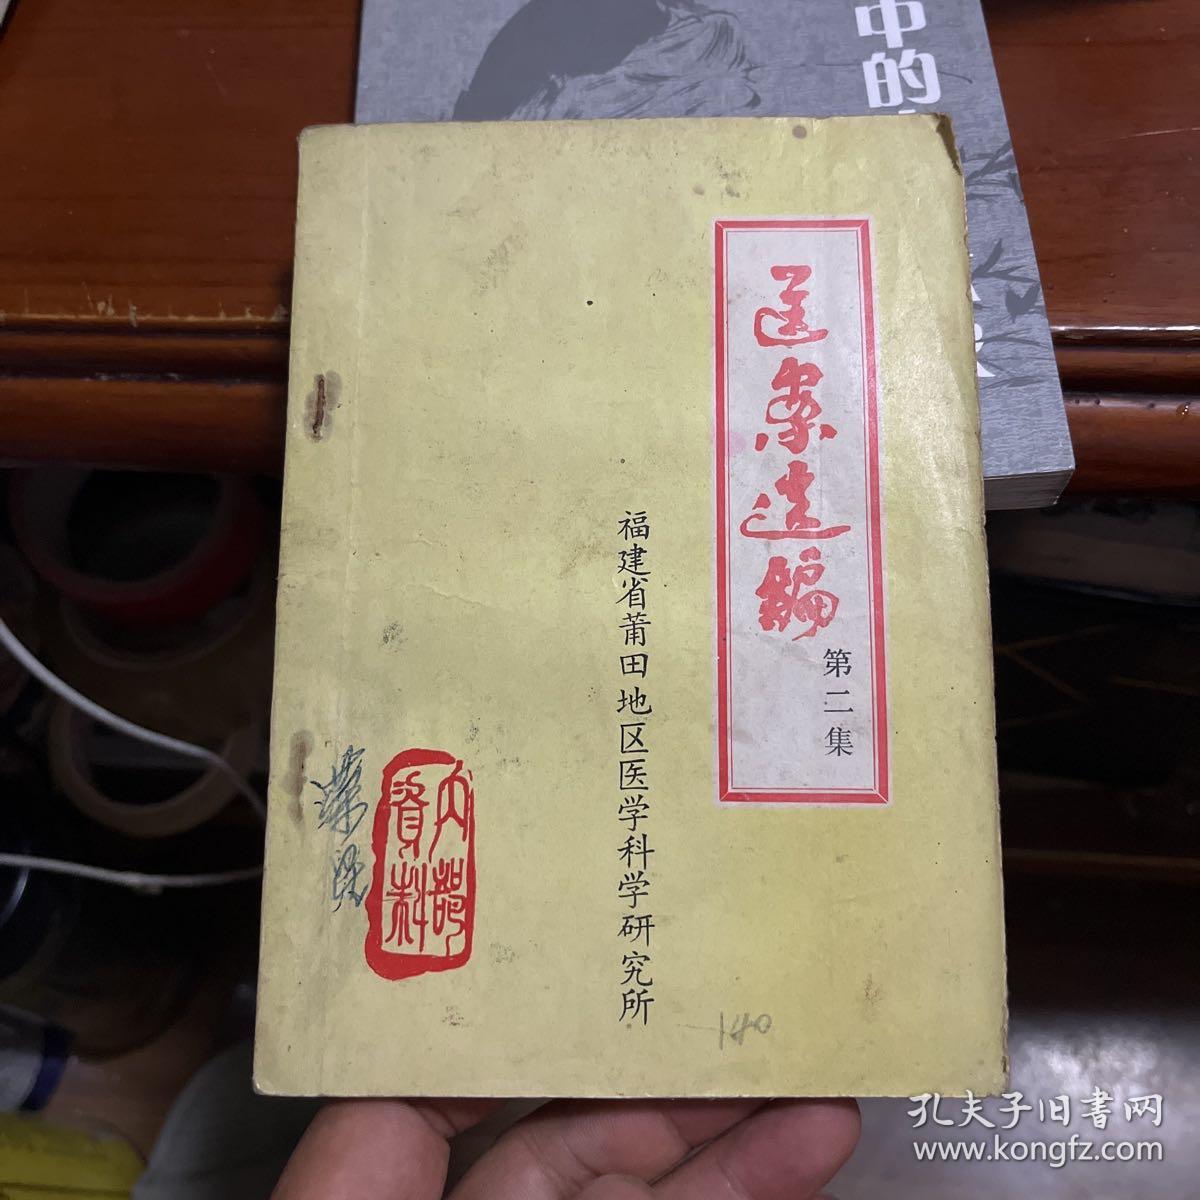 中的
医案选编
第二集
福建省莆田地区医学科学研究所
内部
資料
140
孔夫子旧书网
www.kongfz.com